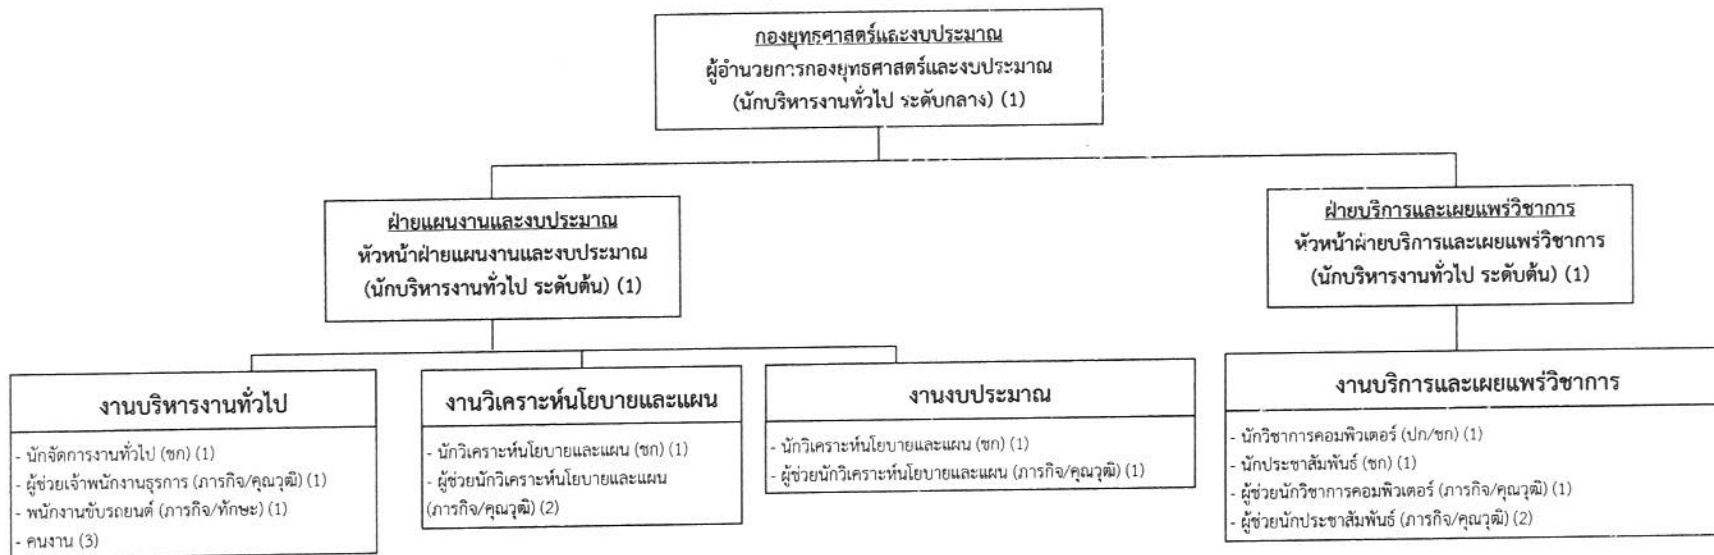 กองยุทธศาสตร์และงบประมาณ
ผู้อำนวยการกองยุทธศาสตร์และงบประมาณ
(นักบริหารงานทั่วไป ระดับกลาง) (1)
ฝ่ายแผนงานและงบประมาณ
หัวหน้าฝ่ายแผนงานและงบประมาณ
(นักบริหารงานทั่วไป ระดับต้น) (1)
ฝ่ายบริการและเผยแพร่วิชาการ
หัวหน้าฝ่ายบริการและเผยแพร่วิชาการ
(นักบริหารงานทั่วไป ระดับต้น) (1)
งานบริหารงานทั่วไป
- นักจัดการงานทั่วไป (ชก) (1)
- ผู้ช่วยเจ้าพนักงานธุรการ (ภารกิจ/คุณวุฒิ) (1)
- พนักงานขับรถยนต์ (ภารกิจ/ทักษะ) (1)
- คนงาน (3)
งานวิเคราะห์นโยบายและแผน
- นักวิเคราะห์นโยบายและแผน (ชก) (1)
- ผู้ช่วยนักวิเคราะห์นโยบายและแผน
(ภารกิจ/คุณวุฒิ) (2)
งานงบประมาณ
- นักวิเคราะห์นโยบายและแผน (ชก) (1)
- ผู้ช่วยนักวิเคราะห์นโยบายและแผน (ภารกิจ/คุณวุฒิ) (1)
งานบริการและเผยแพร่วิชาการ
- นักวิชาการคอมพิวเตอร์ (ปก/ชก) (1)
- นักประชาสัมพันธ์ (ชก) (1)
- ผู้ช่วยนักวิชาการคอมพิวเตอร์ (ภารกิจ/คุณวุฒิ) (1)
- ผู้ช่วยนักประชาสัมพันธ์ (ภารกิจ/คุณวุฒิ) (2)